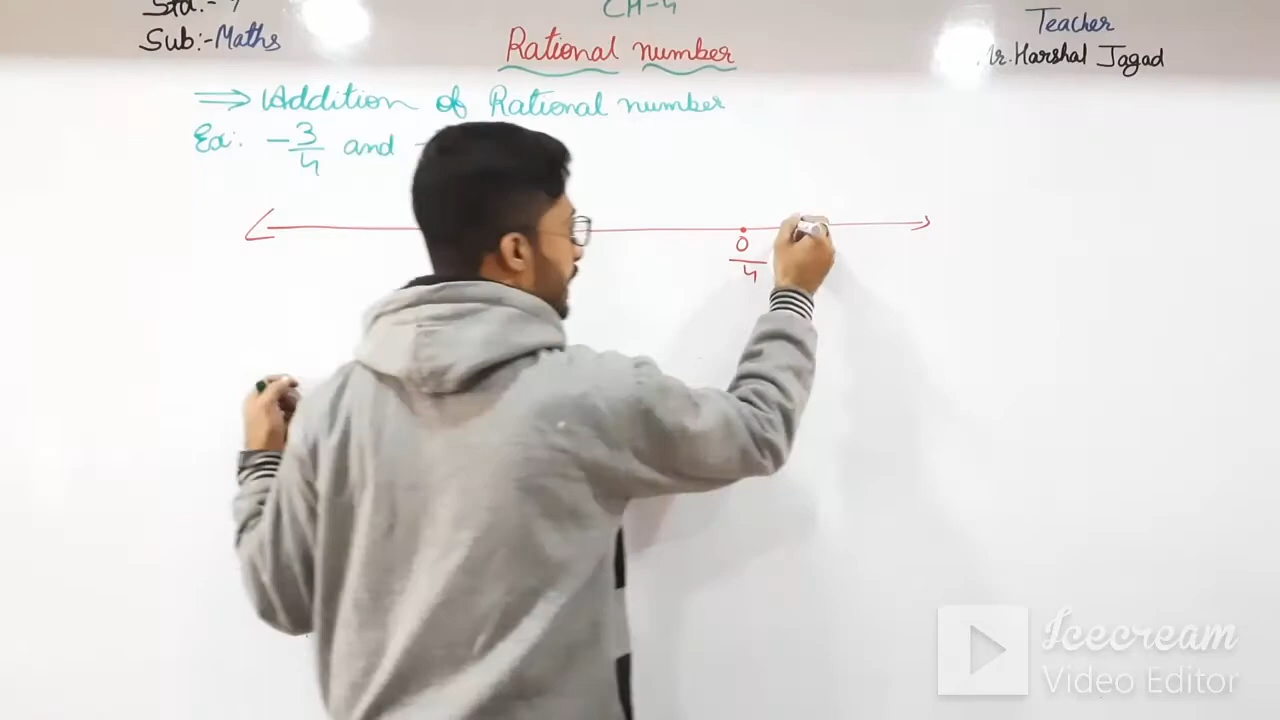 Std.:-
CH-4
Sub:-Maths
Rational number
Teacher
Mr. Harshal Jagad
⇒ Addition of Rational number
Ex: -3/4 and -
0/4
Icecream
Video Editor